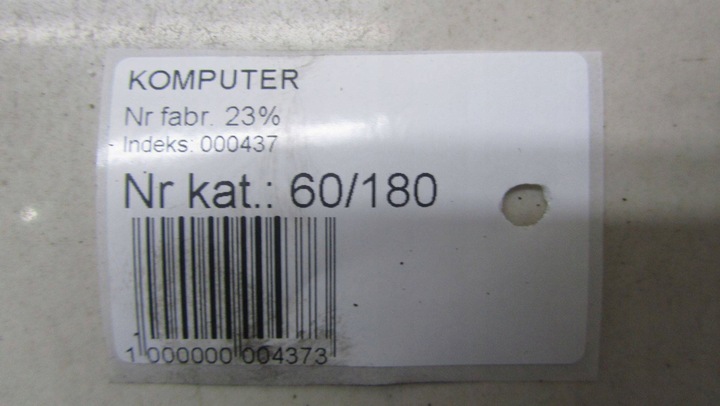 KOMPUTER
Nr fabr. 23%
Indeks: 000437
Nr kat.: 60/180
1 000000 004373